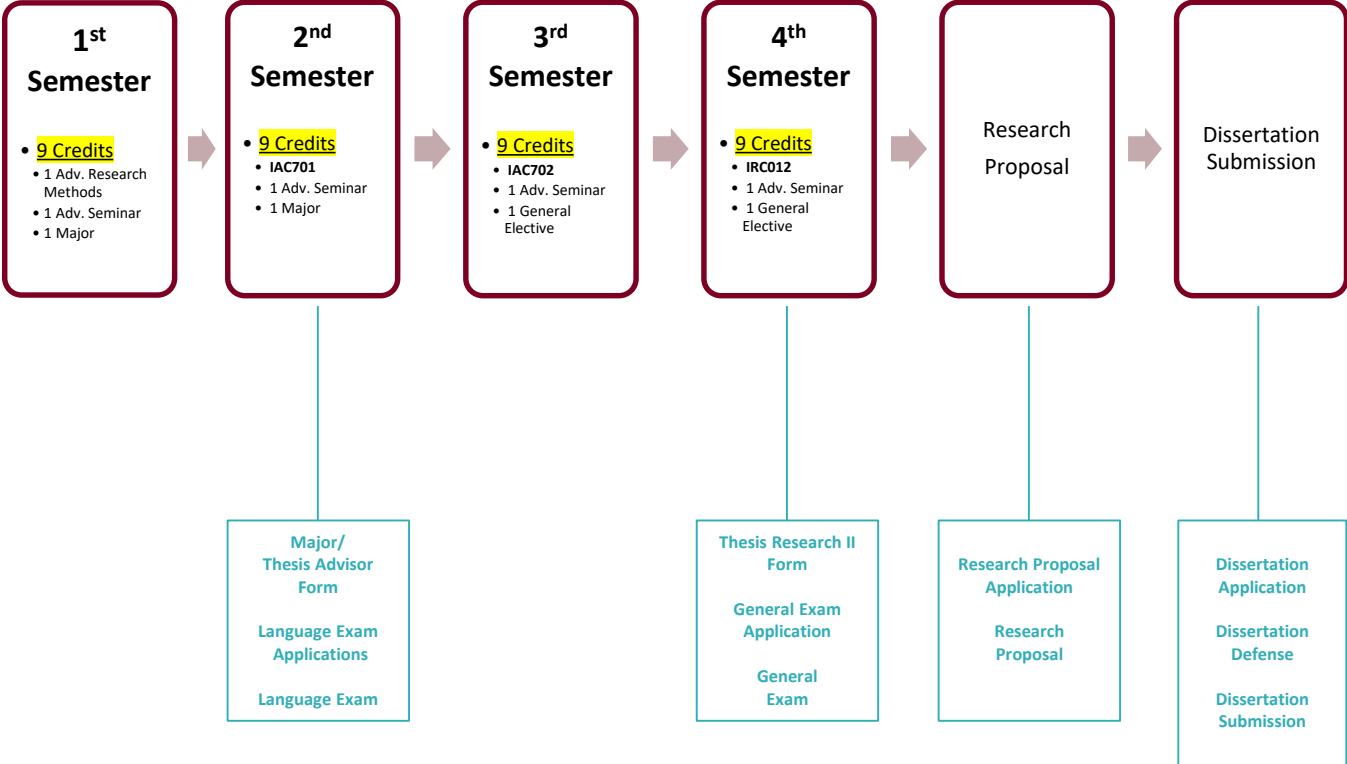 1st
Semester
• 9 Credits
• 1 Adv. Research
Methods
• 1 Adv. Seminar
• 1 Major
2nd
Semester
• 9 Credits
• IAC701
• 1 Adv. Seminar
• 1 Major
3rd
Semester
• 9 Credits
• IAC702
• 1 Adv. Seminar
• 1 General
Elective
4th
Semester
• 9 Credits
• IRC012
• 1 Adv. Seminar
• 1 General
Elective
Research
Proposal
Dissertation
Submission
Major/
Thesis Advisor
Form
Language Exam
Applications
Language Exam
Thesis Research II
Form
General Exam
Application
General
Exam
Research Proposal
Application
Research
Proposal
Dissertation
Application
Dissertation
Defense
Dissertation
Submission